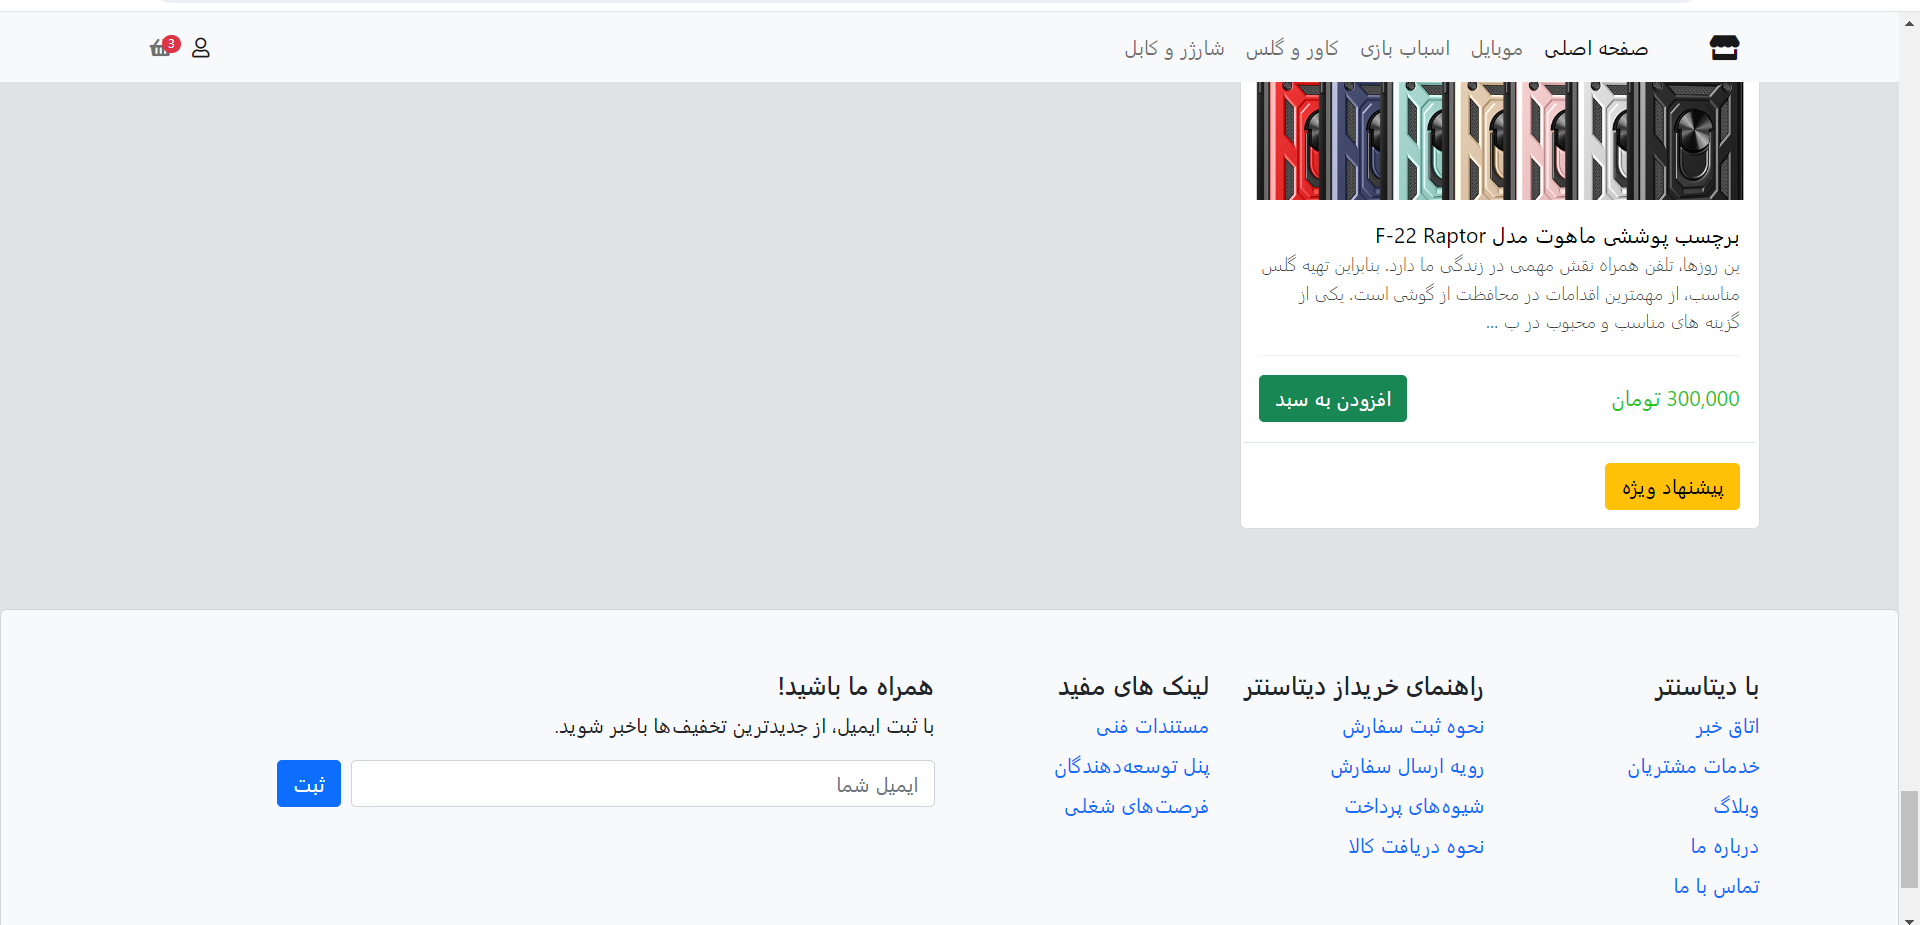 صفحه اصلی موبایل اسباب بازی کاور و گلس شارژر و کابل 3
برچسب پوششی ماهوت مدل F-22 Raptor
ین روزها، تلفن همراه نقش مهمی در زندگی ما دارد. بنابراین تهیه گلس
مناسب، از مهمترین اقدامات در محافظت از گوشی است. یکی از
گزینه های مناسب و محبوب در ب ...
300,000 تومان
افزودن به سبد
پیشنهاد ویژه
با دیتاسنتر
اتاق خبر
خدمات مشتریان
وبلاگ
درباره ما
تماس با ما
راهنمای خریداز دیتاسنتر
نحوه ثبت سفارش
رویه ارسال سفارش
شیوه‌های پرداخت
نحوه دریافت کالا
لینک های مفید
مستندات فنی
پنل توسعه‌دهندگان
فرصت‌های شغلی
همراه ما باشید!
با ثبت ایمیل، از جدیدترین تخفیف‌ها باخبر شوید.
ایمیل شما
ثبت